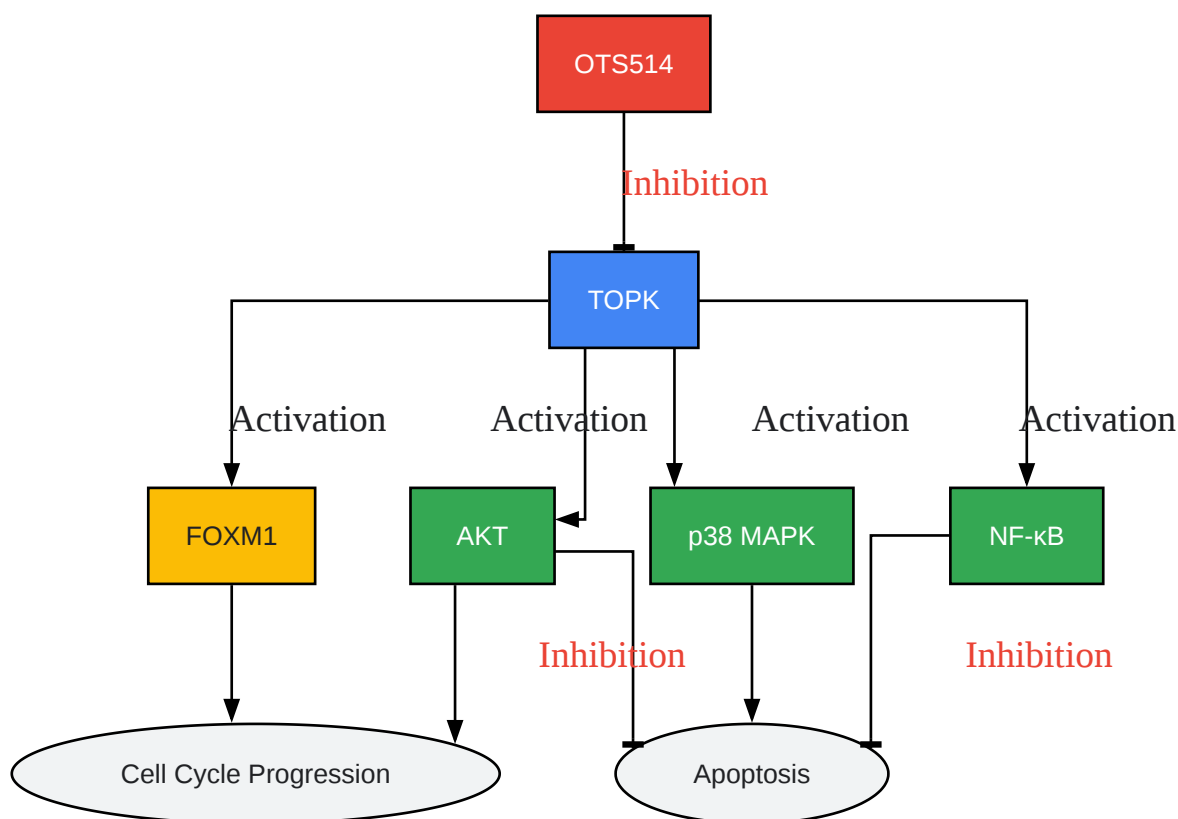 OTS514
Inhibition
TOPK
Activation
Activation
Activation
Activation
FOXM1
AKT
p38 MAPK
NF-κB
Inhibition
Inhibition
Cell Cycle Progression
Apoptosis